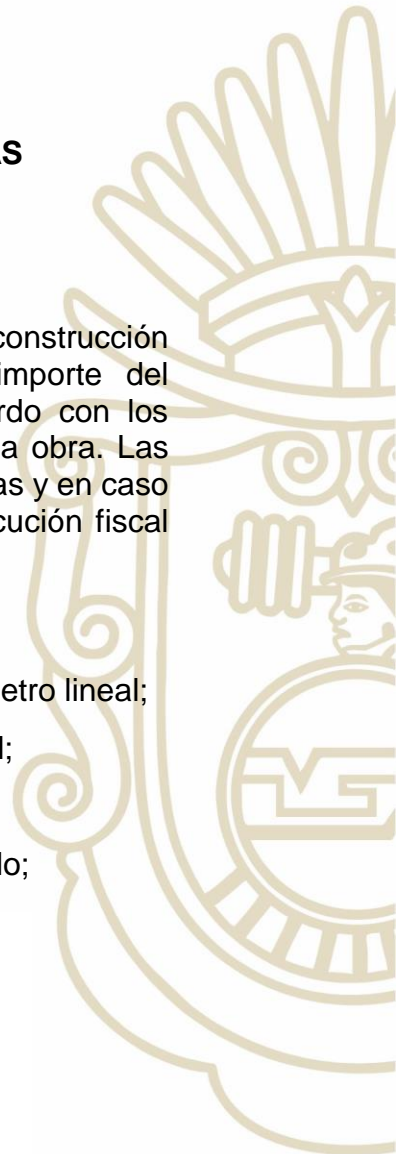 AS
construcción
importe del
rdo con los
a obra. Las
as y en caso
cución fiscal
etro lineal;
l;
lo;